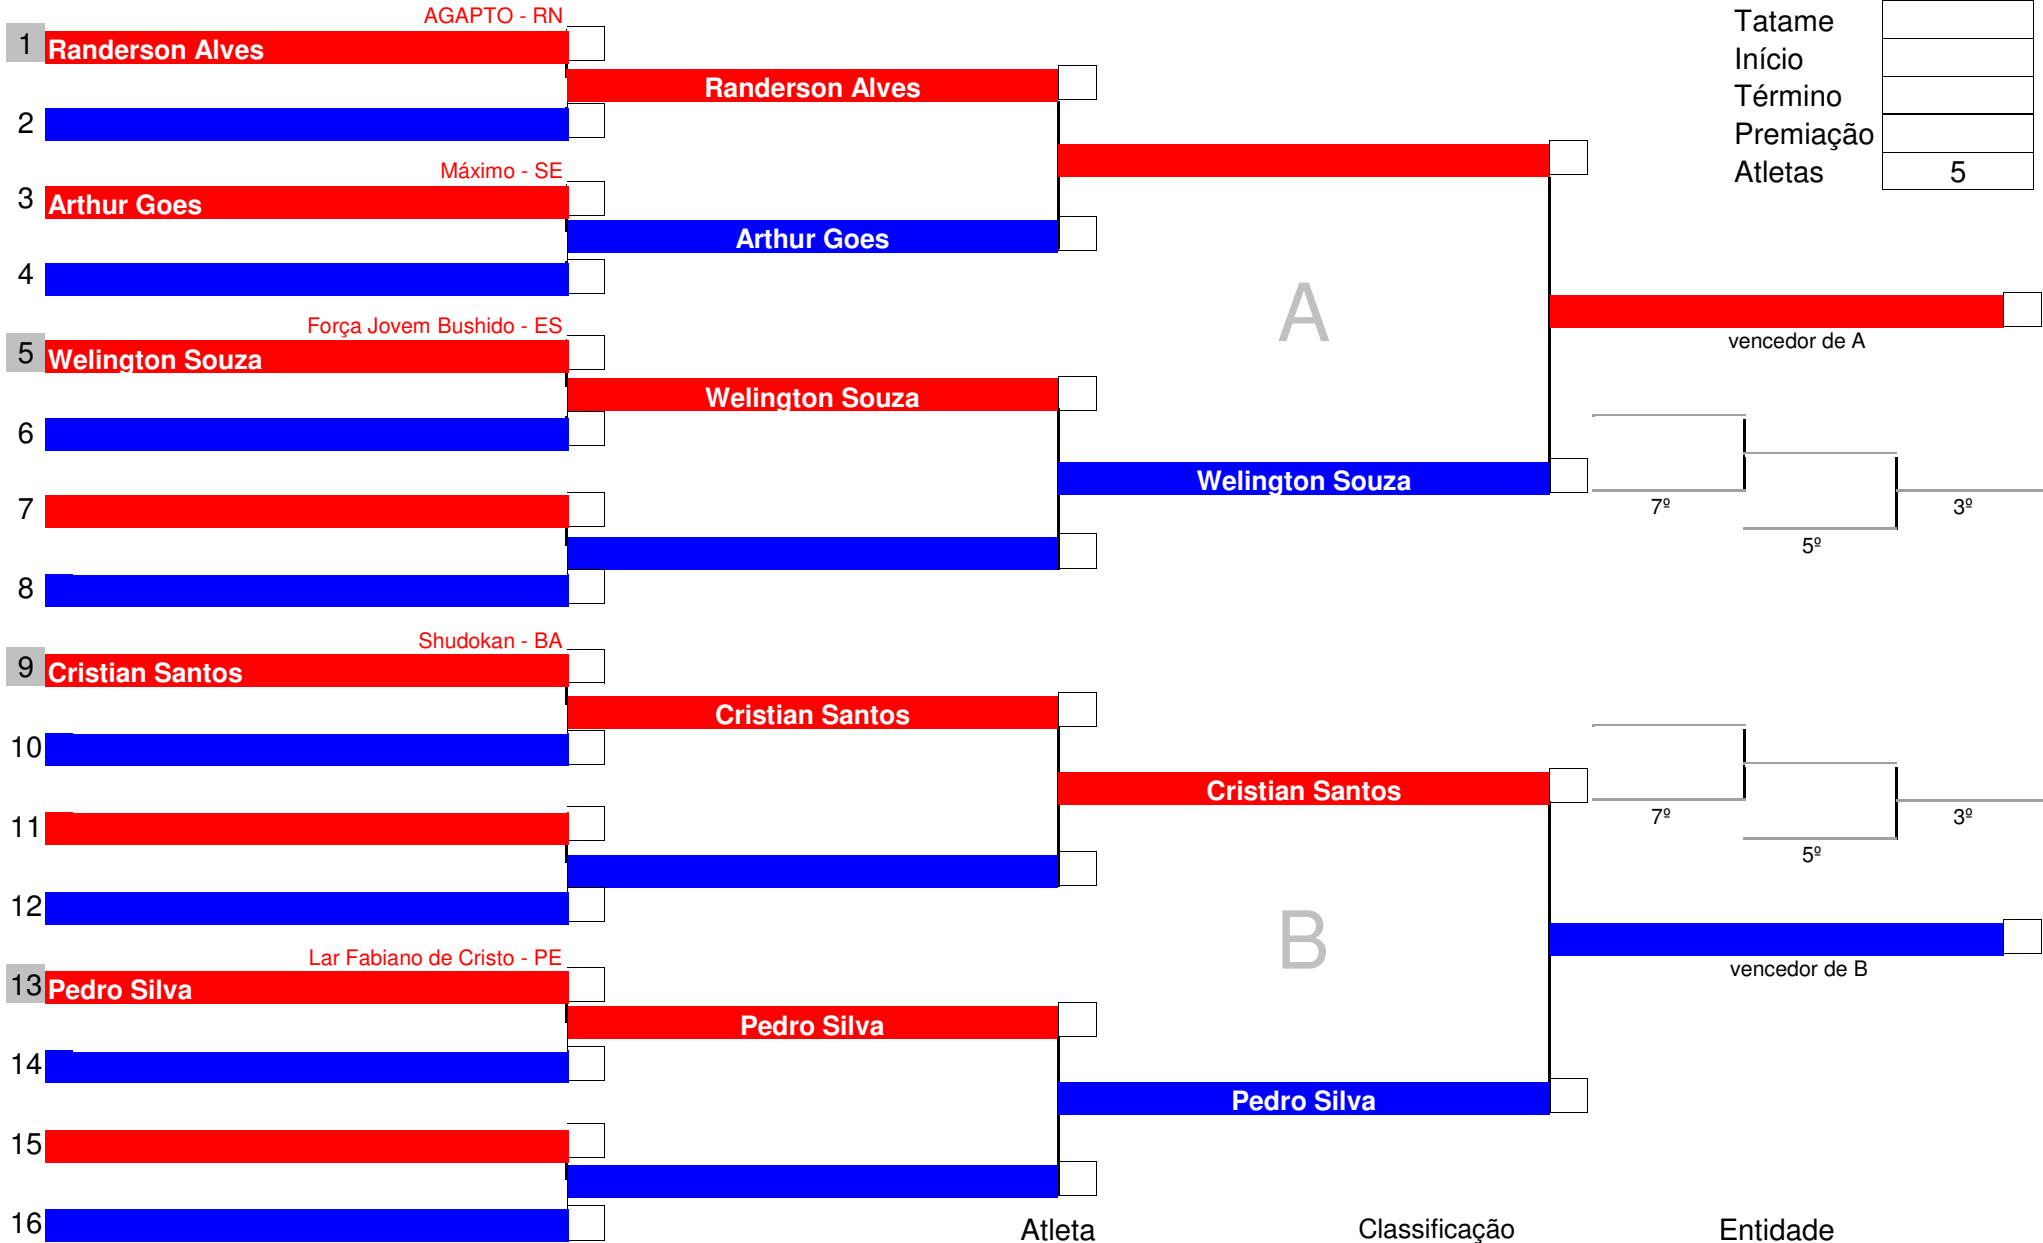 AGAPTO - RN
1 Randerson Alves
Randerson Alves
2
Máximo - SE
3 Arthur Goes
Arthur Goes
4
Força Jovem Bushido - ES
5 Welington Souza
Welington Souza
6
Welington Souza
7
8
A
vencedor de A
7º
5º
3º
Shudokan - BA
9 Cristian Santos
Cristian Santos
10
Cristian Santos
11
12
Lar Fabiano de Cristo - PE
13 Pedro Silva
Pedro Silva
14
Pedro Silva
15
16
B
7º
5º
3º
vencedor de B
Tatame
Início
Término
Premiação
Atletas 5
Atleta Classificação Entidade